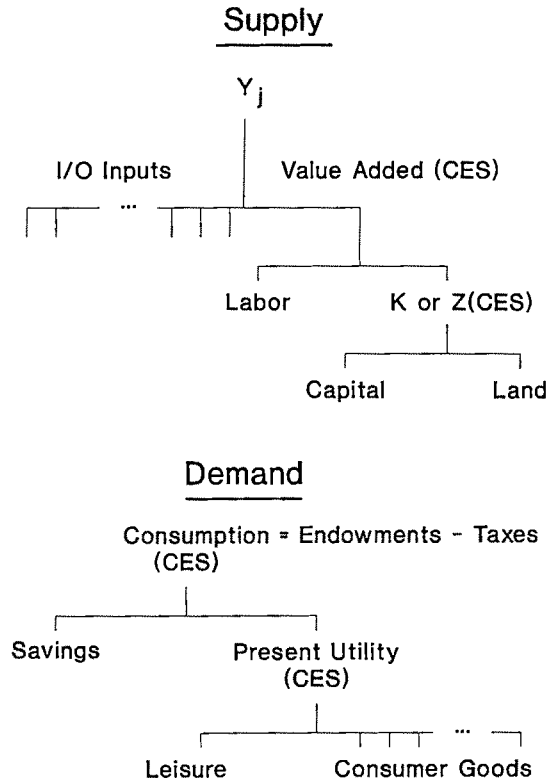 Supply
Yj
I/O Inputs
Value Added (CES)
...
Labor
K or Z(CES)
Capital
Land
Demand
Consumption = Endowments - Taxes
(CES)
Savings
Present Utility
(CES)
...
Leisure
Consumer Goods